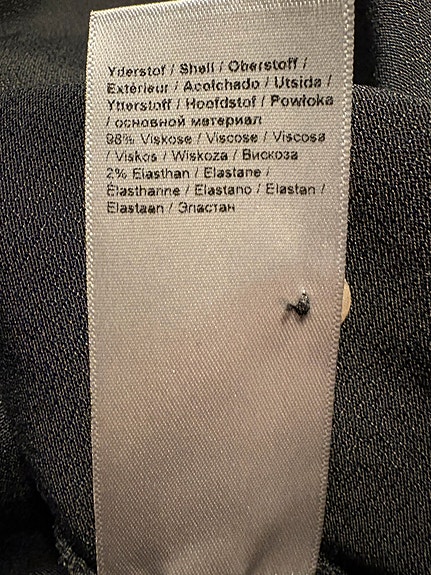 Yderstof / Shell / Oberstoff /
Extérieur / Acolchado / Utsida /
Ytterstoff / Hoofdstof / Powłoka
/ основной материал
98% Viskose / Viscose / Viscosa
/ Viskos / Wiskoza / Вискоза
2% Elasthan / Elastane /
Élasthanne / Elastano / Elastan /
Elastaan / Эластан